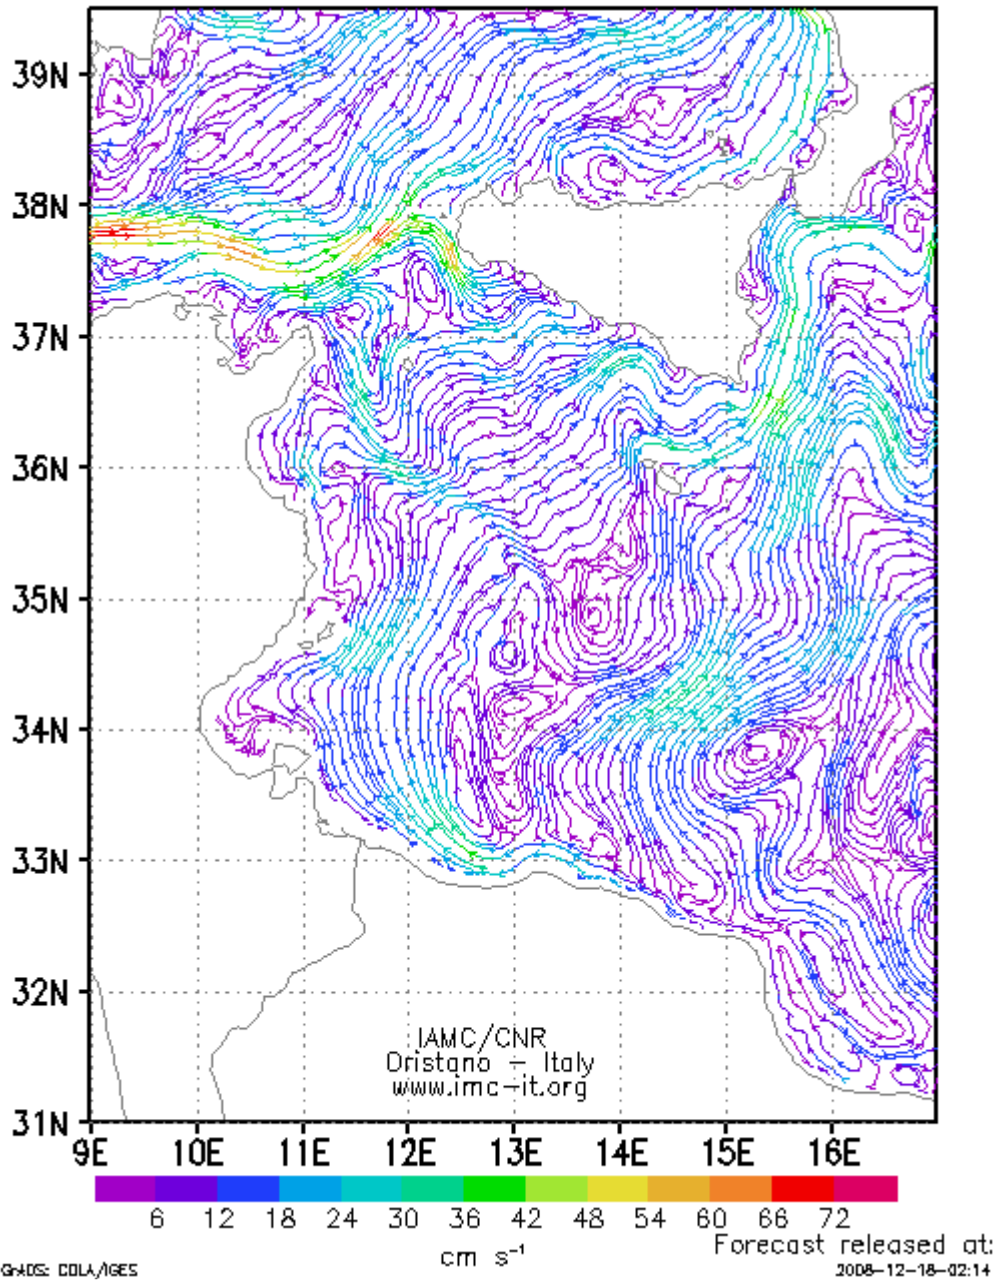 39N
38N
37N
36N
35N
34N
33N
32N
31N
IAMC/CNR
Oristano – Italy
www.imc-it.org
9E 10E 11E 12E 13E 14E 15E 16E
6 12 18 24 30 36 42 48 54 60 66 72
cm s⁻¹
Forecast released at:
GrADS: COLA/IGES
2008-12-18-02:14